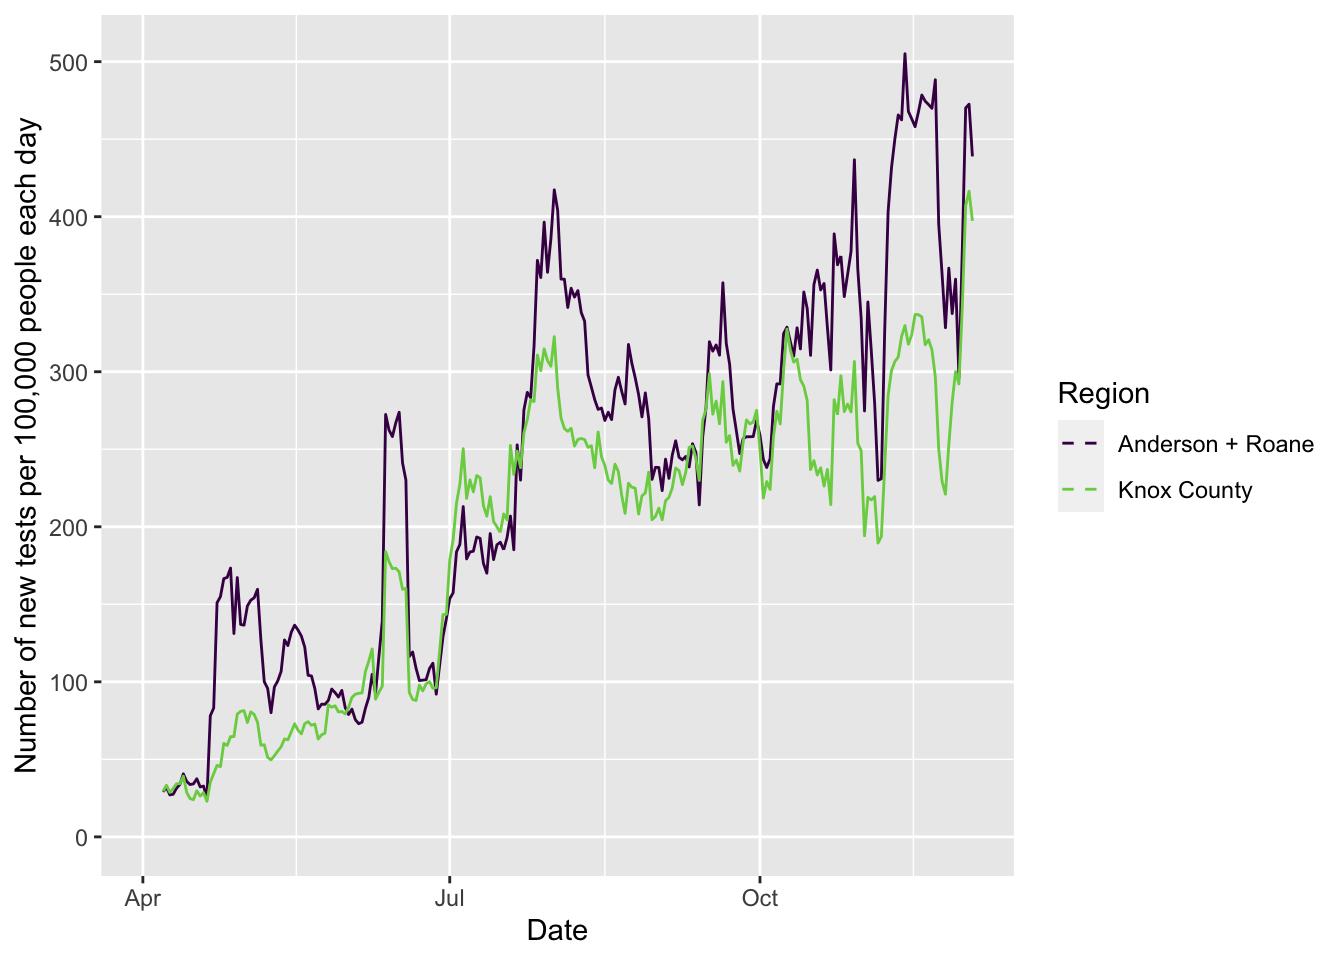 Number of new tests per 100,000 people each day
500
400
300
200
100
0
Apr
Jul
Oct
Date
Region
Anderson + Roane
Knox County